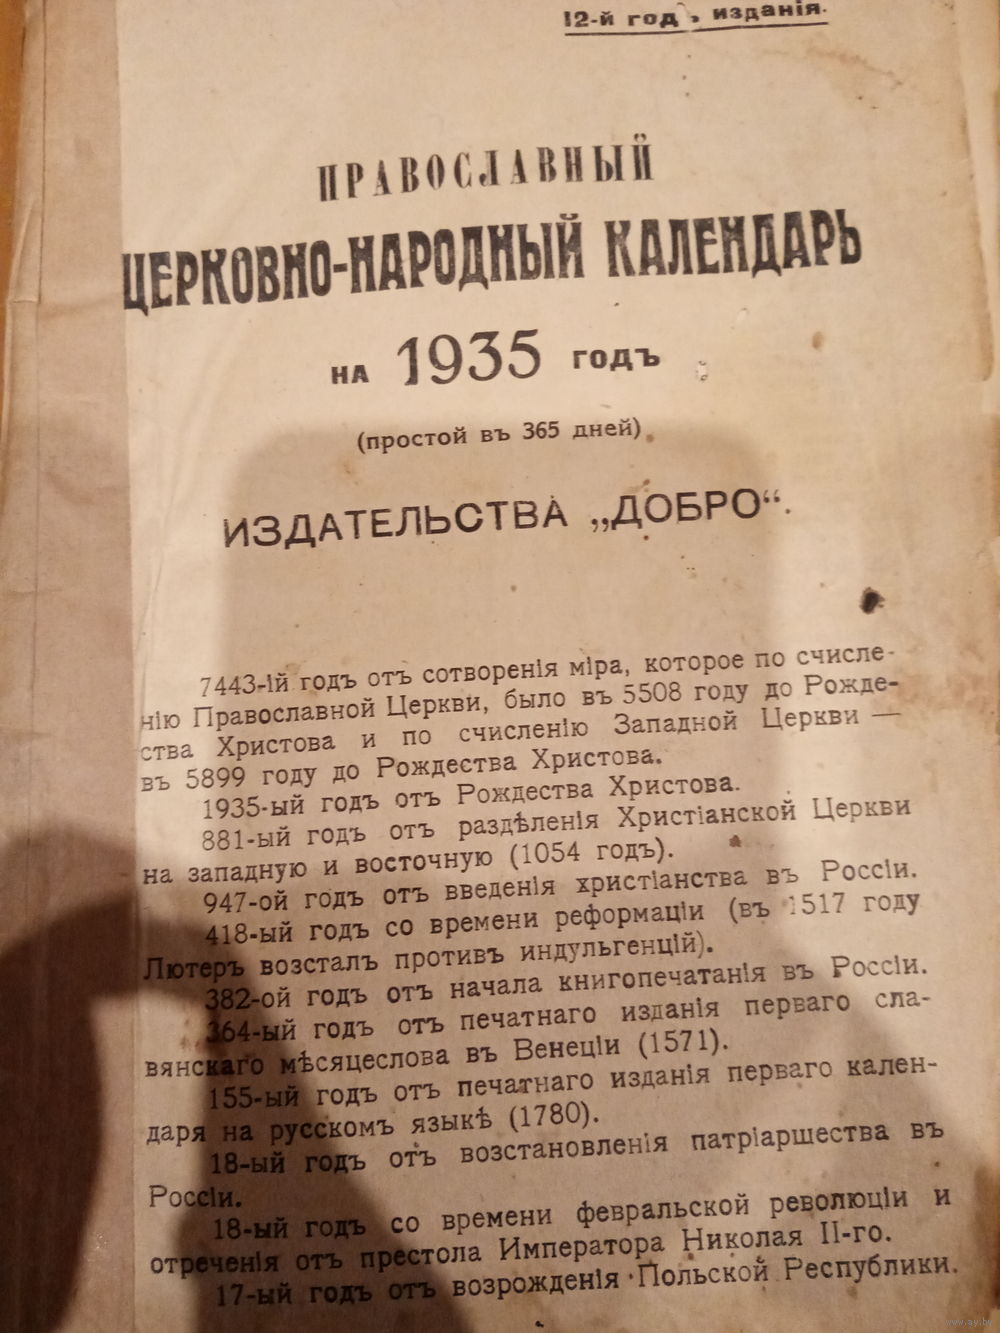 12-й годъ изданія.
ПРАВОСЛАВНЫЙ
ЦЕРКОВНО-НАРОДНЫЙ КАЛЕНДАРЬ
НА 1935 ГОДЪ
(простой въ 365 дней)
ИЗДАТЕЛЬСТВА „ДОБРО“.
7443-ій годъ отъ сотворенія міра, которое по счисле-
нію Православной Церкви, было въ 5508 году до Рожде-
ства Христова и по счисленію Западной Церкви —
въ 5899 году до Рождества Христова.
1935-ый годъ отъ Рождества Христова.
881-ый годъ отъ раздѣленія Христіанской Церкви
на западную и восточную (1054 годъ).
947-ой годъ отъ введенія христіанства въ Россіи.
418-ый годъ со времени реформаціи (въ 1517 году
Лютеръ возсталъ противъ индульгенцій).
382-ой годъ отъ начала книгопечатанія въ Россіи.
364-ый годъ отъ печатнаго изданія перваго сла-
вянскаго мѣсяцеслова въ Венеціи (1571).
155-ый годъ отъ печатнаго изданія перваго кален-
даря на русскомъ языкѣ (1780).
18-ый годъ отъ возстановленія патріаршества въ
Россіи.
18-ый годъ со времени февральской революціи и
отреченія отъ престола Императора Николая II-го.
17-ый годъ отъ возрожденія Польской Республики.
www.ay.by